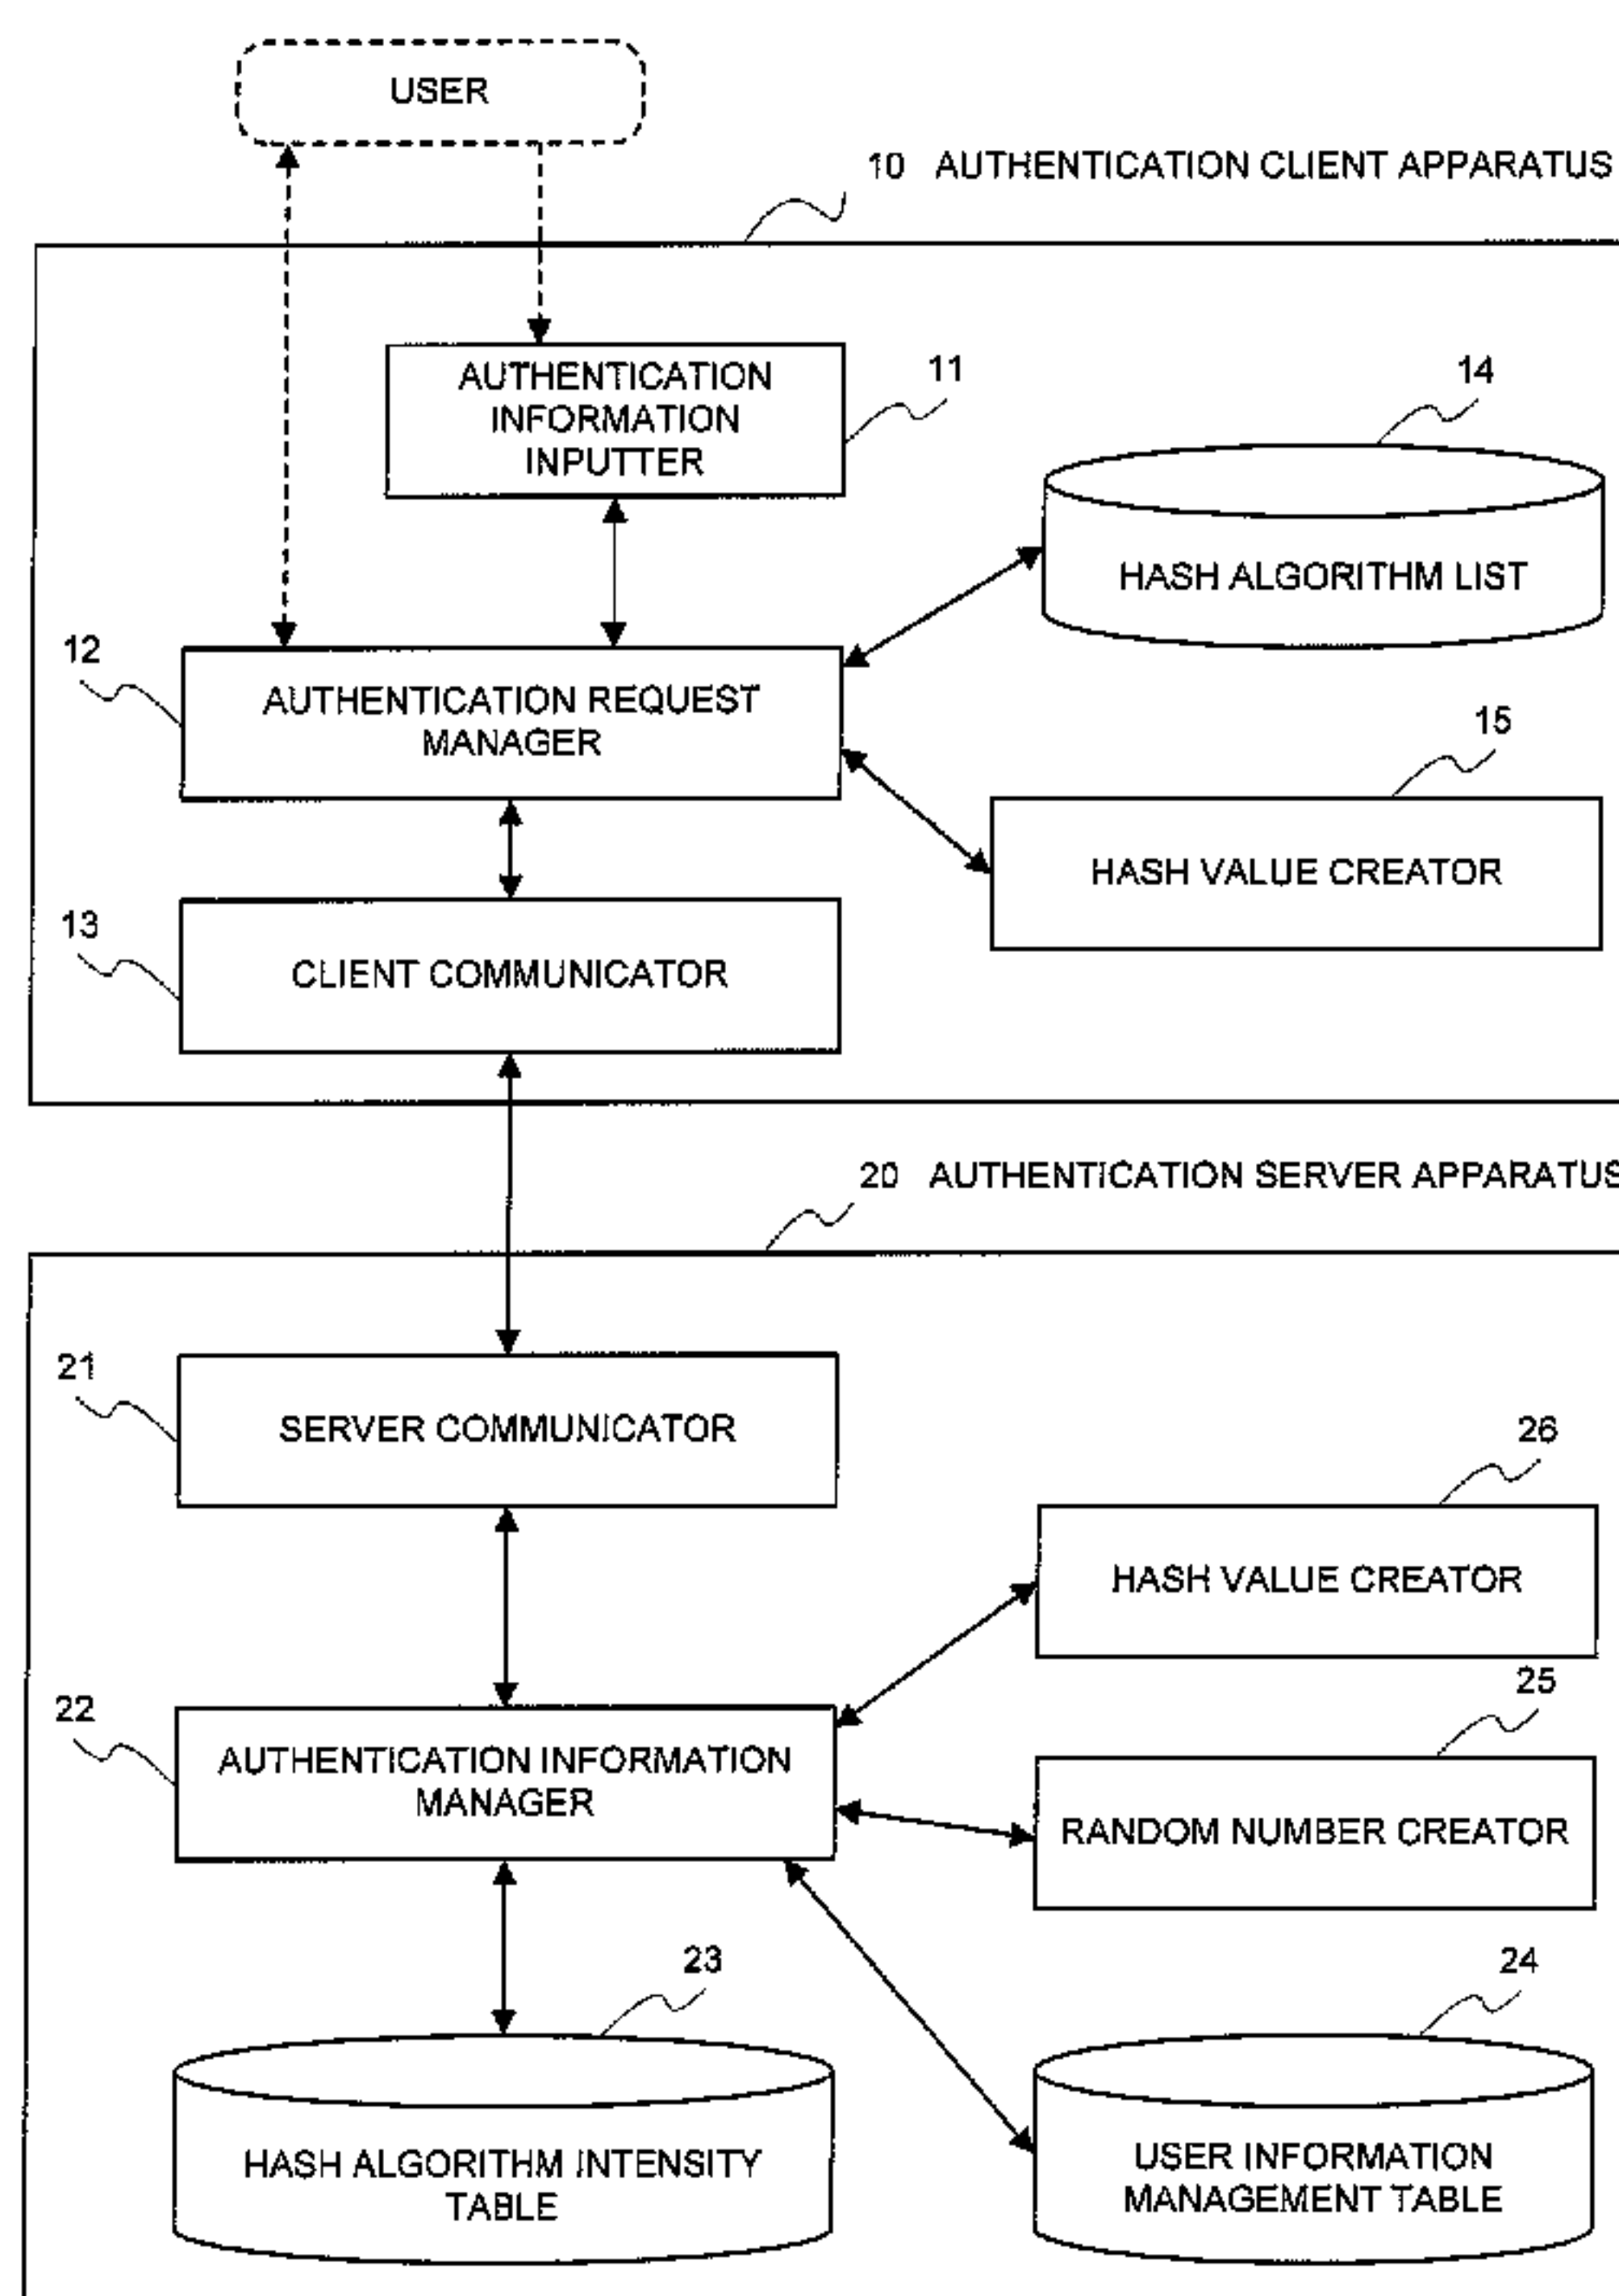 USER
10 AUTHENTICATION CLIENT APPARATUS
AUTHENTICATION
INFORMATION
INPUTTER
11
14
HASH ALGORITHM LIST
12
AUTHENTICATION REQUEST
MANAGER
15
HASH VALUE CREATOR
13
CLIENT COMMUNICATOR
20 AUTHENTICATION SERVER APPARATUS
21
SERVER COMMUNICATOR
26
HASH VALUE CREATOR
22
AUTHENTICATION INFORMATION
MANAGER
25
RANDOM NUMBER CREATOR
23
HASH ALGORITHM INTENSITY
TABLE
24
USER INFORMATION
MANAGEMENT TABLE